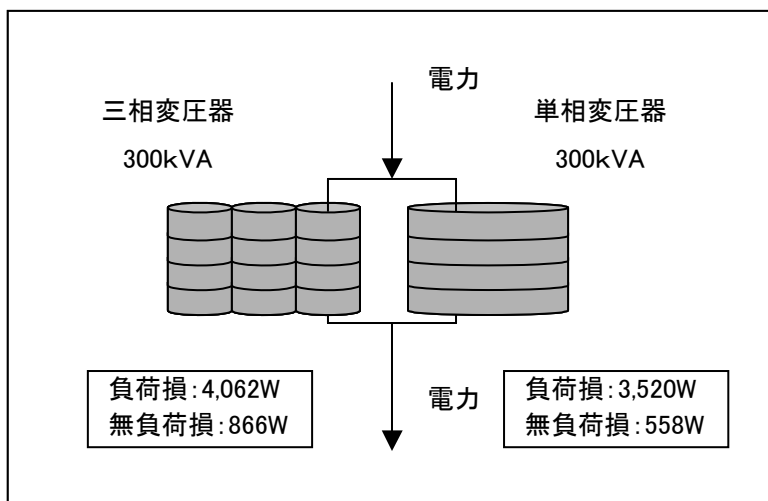 電力
三相変圧器
300kVA
単相変圧器
300kVA
負荷損:4,062W
無負荷損:866W
電力
負荷損:3,520W
無負荷損:558W